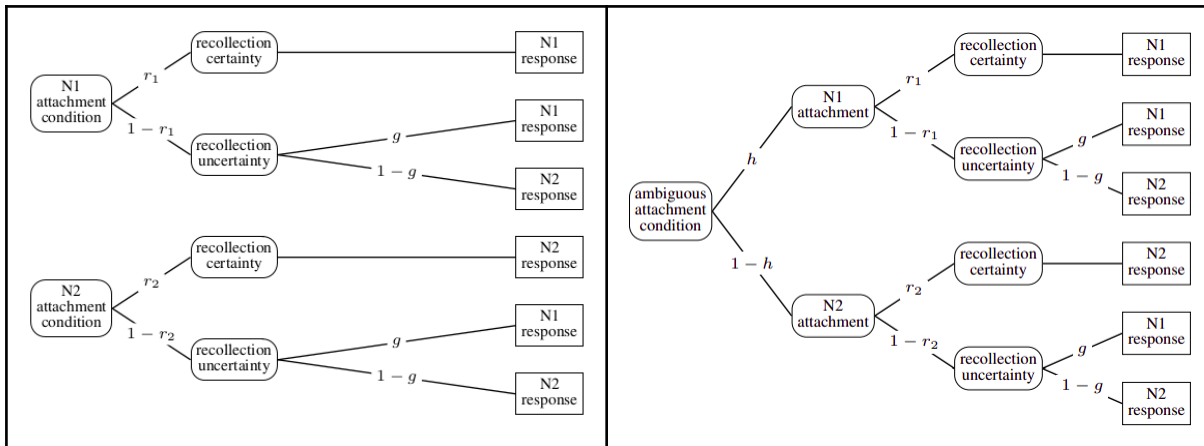 N1
attachment
condition
r₁
1 − r₁
recollection
certainty
recollection
uncertainty
g
1 − g
N1
response
N1
response
N2
response
N2
attachment
condition
r₂
1 − r₂
recollection
certainty
recollection
uncertainty
g
1 − g
N2
response
N1
response
N2
response
ambiguous
attachment
condition
h
1 − h
N1
attachment
r₁
1 − r₁
recollection
certainty
recollection
uncertainty
g
1 − g
N1
response
N1
response
N2
response
N2
attachment
r₂
1 − r₂
recollection
certainty
recollection
uncertainty
g
1 − g
N2
response
N1
response
N2
response